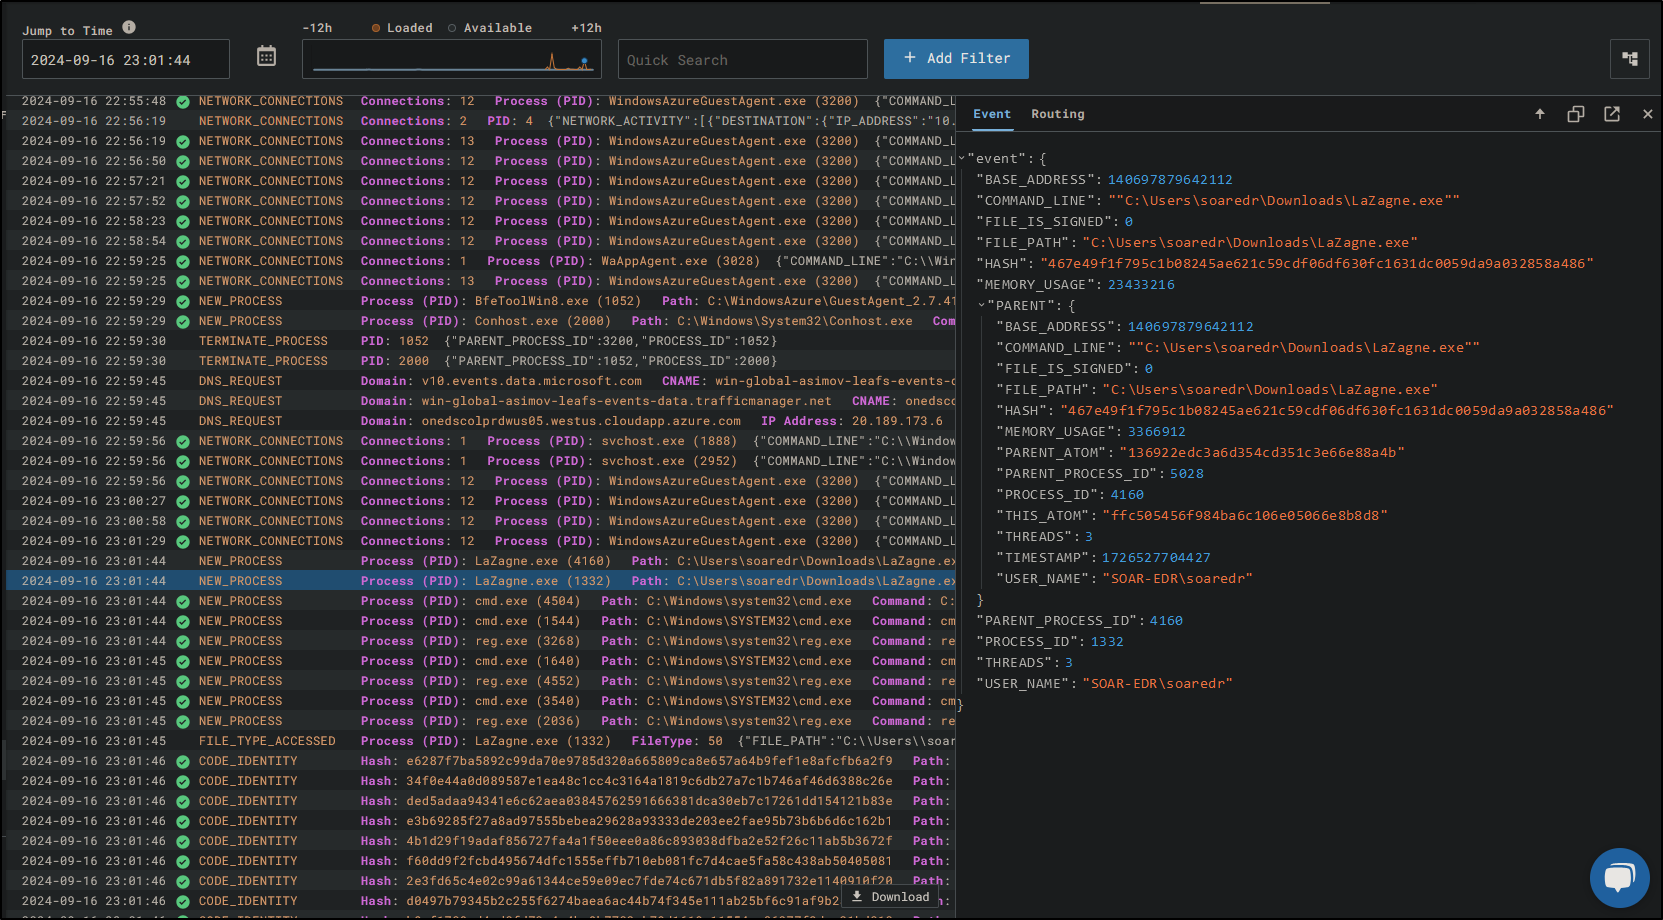 Jump to Time
-12h Loaded Available +12h
2024-09-16 23:01:44 Quick Search + Add Filter
2024-09-16 22:55:48 NETWORK_CONNECTIONS Connections: 12 Process (PID): WindowsAzureGuestAgent.exe (3200) {"COMMAND_L
2024-09-16 22:56:19 NETWORK_CONNECTIONS Connections: 2 PID: 4 {"NETWORK_ACTIVITY":[{"DESTINATION":{"IP_ADDRESS":"10.
2024-09-16 22:56:19 NETWORK_CONNECTIONS Connections: 13 Process (PID): WindowsAzureGuestAgent.exe (3200) {"COMMAND_L
2024-09-16 22:56:50 NETWORK_CONNECTIONS Connections: 12 Process (PID): WindowsAzureGuestAgent.exe (3200) {"COMMAND_L
2024-09-16 22:57:21 NETWORK_CONNECTIONS Connections: 12 Process (PID): WindowsAzureGuestAgent.exe (3200) {"COMMAND_L
2024-09-16 22:57:52 NETWORK_CONNECTIONS Connections: 12 Process (PID): WindowsAzureGuestAgent.exe (3200) {"COMMAND_L
2024-09-16 22:58:23 NETWORK_CONNECTIONS Connections: 12 Process (PID): WindowsAzureGuestAgent.exe (3200) {"COMMAND_L
2024-09-16 22:58:54 NETWORK_CONNECTIONS Connections: 12 Process (PID): WindowsAzureGuestAgent.exe (3200) {"COMMAND_L
2024-09-16 22:59:25 NETWORK_CONNECTIONS Connections: 1 Process (PID): WaAppAgent.exe (3028) {"COMMAND_LINE":"C:\\Win
2024-09-16 22:59:25 NETWORK_CONNECTIONS Connections: 13 Process (PID): WindowsAzureGuestAgent.exe (3200) {"COMMAND_L
2024-09-16 22:59:29 NEW_PROCESS Process (PID): BfeToolWin8.exe (1052) Path: C:\WindowsAzure\GuestAgent_2.7.41
2024-09-16 22:59:29 NEW_PROCESS Process (PID): Conhost.exe (2000) Path: C:\Windows\System32\Conhost.exe Com
2024-09-16 22:59:30 TERMINATE_PROCESS PID: 1052 {"PARENT_PROCESS_ID":3200,"PROCESS_ID":1052}
2024-09-16 22:59:30 TERMINATE_PROCESS PID: 2000 {"PARENT_PROCESS_ID":1052,"PROCESS_ID":2000}
2024-09-16 22:59:45 DNS_REQUEST Domain: v10.events.data.microsoft.com CNAME: win-global-asimov-leafs-events-d
2024-09-16 22:59:45 DNS_REQUEST Domain: win-global-asimov-leafs-events-data.trafficmanager.net CNAME: onedsco
2024-09-16 22:59:45 DNS_REQUEST Domain: onedscolprdwus05.westus.cloudapp.azure.com IP Address: 20.189.173.6
2024-09-16 22:59:56 NETWORK_CONNECTIONS Connections: 1 Process (PID): svchost.exe (1888) {"COMMAND_LINE":"C:\\Window
2024-09-16 22:59:56 NETWORK_CONNECTIONS Connections: 1 Process (PID): svchost.exe (2952) {"COMMAND_LINE":"C:\\Window
2024-09-16 22:59:56 NETWORK_CONNECTIONS Connections: 12 Process (PID): WindowsAzureGuestAgent.exe (3200) {"COMMAND_L
2024-09-16 23:00:27 NETWORK_CONNECTIONS Connections: 12 Process (PID): WindowsAzureGuestAgent.exe (3200) {"COMMAND_L
2024-09-16 23:00:58 NETWORK_CONNECTIONS Connections: 12 Process (PID): WindowsAzureGuestAgent.exe (3200) {"COMMAND_L
2024-09-16 23:01:29 NETWORK_CONNECTIONS Connections: 12 Process (PID): WindowsAzureGuestAgent.exe (3200) {"COMMAND_L
2024-09-16 23:01:44 NEW_PROCESS Process (PID): LaZagne.exe (4160) Path: C:\Users\soaredr\Downloads\LaZagne.ex
2024-09-16 23:01:44 NEW_PROCESS Process (PID): LaZagne.exe (1332) Path: C:\Users\soaredr\Downloads\LaZagne.ex
2024-09-16 23:01:44 NEW_PROCESS Process (PID): cmd.exe (4504) Path: C:\Windows\system32\cmd.exe Command: C:
2024-09-16 23:01:44 NEW_PROCESS Process (PID): cmd.exe (1544) Path: C:\Windows\SYSTEM32\cmd.exe Command: cm
2024-09-16 23:01:44 NEW_PROCESS Process (PID): reg.exe (3268) Path: C:\Windows\system32\reg.exe Command: re
2024-09-16 23:01:44 NEW_PROCESS Process (PID): cmd.exe (1640) Path: C:\Windows\SYSTEM32\cmd.exe Command: cm
2024-09-16 23:01:45 NEW_PROCESS Process (PID): reg.exe (4552) Path: C:\Windows\system32\reg.exe Command: re
2024-09-16 23:01:45 NEW_PROCESS Process (PID): cmd.exe (3540) Path: C:\Windows\SYSTEM32\cmd.exe Command: cm
2024-09-16 23:01:45 NEW_PROCESS Process (PID): reg.exe (2036) Path: C:\Windows\system32\reg.exe Command: re
2024-09-16 23:01:45 FILE_TYPE_ACCESSED Process (PID): LaZagne.exe (1332) FileType: 50 {"FILE_PATH":"C:\\Users\\soar
2024-09-16 23:01:46 CODE_IDENTITY Hash: e6287f7ba5892c99da70e9785d320a665809ca8e657a64b9fef1e8afcfb6a2f9 Path:
2024-09-16 23:01:46 CODE_IDENTITY Hash: 34f0e44a0d089587e1ea48c1cc4c3164a1819c6db27a7c1b746af46d6388c26e Path:
2024-09-16 23:01:46 CODE_IDENTITY Hash: ded5adaa94341e6c62aea03845762591666381dca30eb7c17261dd154121b83e Path:
2024-09-16 23:01:46 CODE_IDENTITY Hash: e3b69285f27a8ad97555bebea29628a93333de203ee2fae95b73b6b6d6c162b1 Path:
2024-09-16 23:01:46 CODE_IDENTITY Hash: 4b1d29f19adaf856727fa4a1f50eee0a86c893038dfba2e52f26c11ab5b3672f Path:
2024-09-16 23:01:46 CODE_IDENTITY Hash: f60dd9f2fcbd495674dfc1555effb710eb081fc7d4cae5fa58c438ab50405081 Path:
2024-09-16 23:01:46 CODE_IDENTITY Hash: 2e3fd65c4e02c99a61344ce59e09ec7fde74c671db5f82a891732e1140910f20 Path:
2024-09-16 23:01:46 CODE_IDENTITY Hash: d0497b79345b2c255f6274baea6ac44b74f345e111ab25bf6c91af9b2
Download
Event Routing
"event": {
"BASE_ADDRESS": 140697879642112
"COMMAND_LINE": ""C:\Users\soaredr\Downloads\LaZagne.exe""
"FILE_IS_SIGNED": 0
"FILE_PATH": "C:\Users\soaredr\Downloads\LaZagne.exe"
"HASH": "467e49f1f795c1b08245ae621c59cdf06df630fc1631dc0059da9a032858a486"
"MEMORY_USAGE": 23433216
"PARENT": {
"BASE_ADDRESS": 140697879642112
"COMMAND_LINE": ""C:\Users\soaredr\Downloads\LaZagne.exe""
"FILE_IS_SIGNED": 0
"FILE_PATH": "C:\Users\soaredr\Downloads\LaZagne.exe"
"HASH": "467e49f1f795c1b08245ae621c59cdf06df630fc1631dc0059da9a032858a486"
"MEMORY_USAGE": 3366912
"PARENT_ATOM": "136922edc3a6d354cd351c3e66e88a4b"
"PARENT_PROCESS_ID": 5028
"PROCESS_ID": 4160
"THIS_ATOM": "ffc505456f984ba6c106e05066e8b8d8"
"THREADS": 3
"TIMESTAMP": 1726527704427
"USER_NAME": "SOAR-EDR\soaredr"
}
"PARENT_PROCESS_ID": 4160
"PROCESS_ID": 1332
"THREADS": 3
"USER_NAME": "SOAR-EDR\soaredr"
}